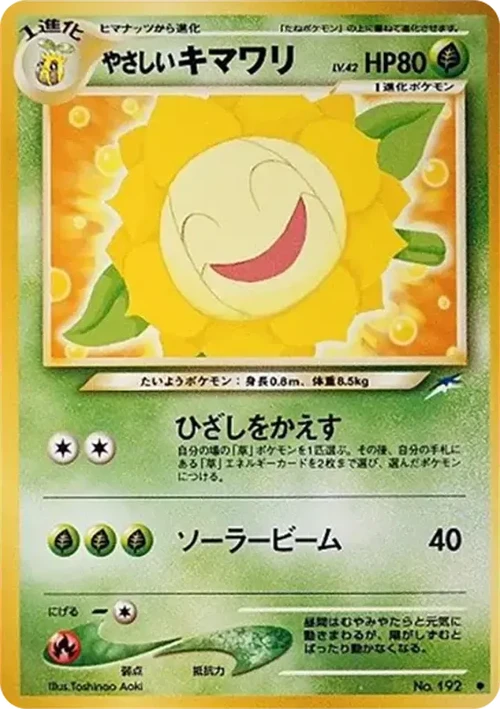 1進化
ヒマナッツから進化
「たねポケモン」の上に重ねて進化させます。
やさしいキマワリ LV.42 HP80
1進化ポケモン
たいようポケモン：身長0.8m、体重8.5kg
ひざしをかえす
自分の場の「草」ポケモンを1匹選ぶ。その後、自分の手札に
ある「草」エネルギーカードを2枚まで選び、選んだポケモン
につける。
ソーラービーム 40
にげる
昼間はむやみやたらと元気に
動きまわるが、陽がしずむと
ぱったり動かなくなる。
弱点 抵抗力
Illus.Toshinao Aoki
No. 192